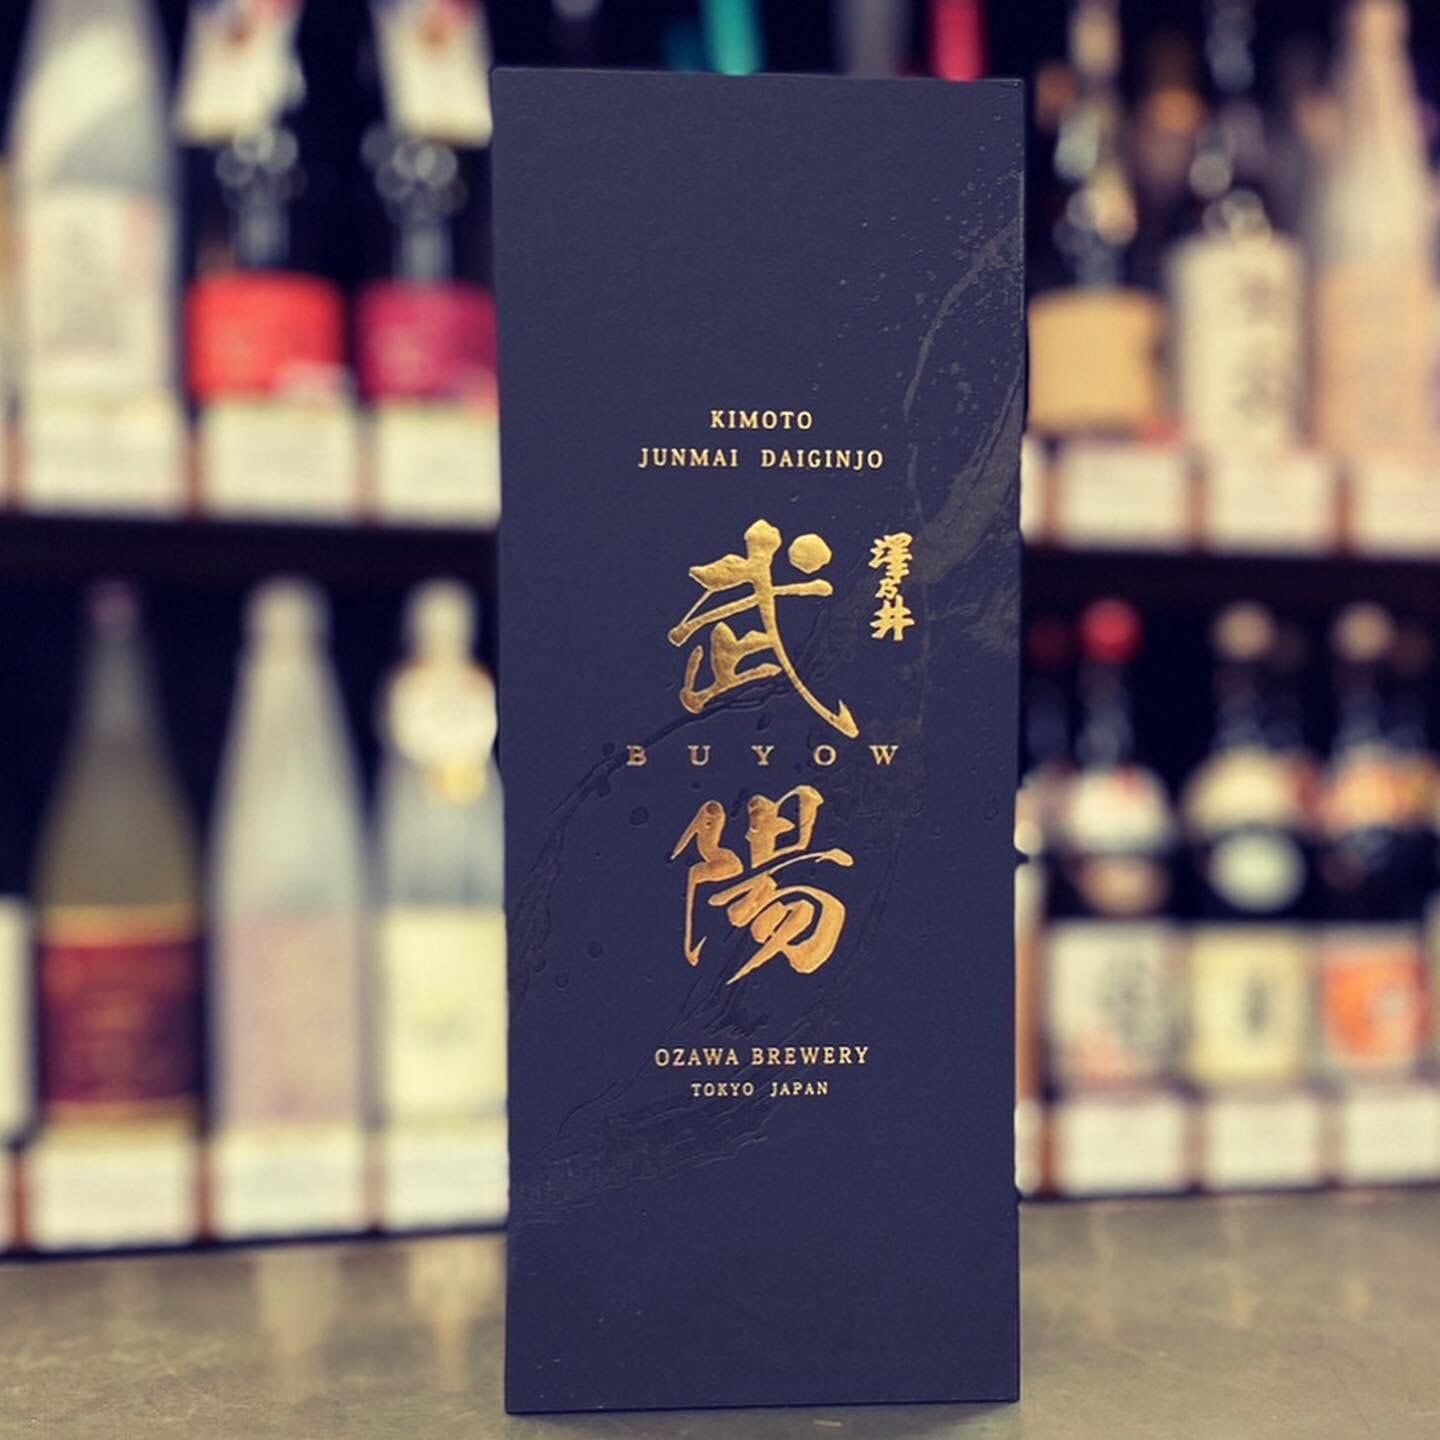 KIMOTO
JUNMAI DAIGINJO
澤乃井
武
BUYOW
陽
OZAWA BREWERY
TOKYO JAPAN